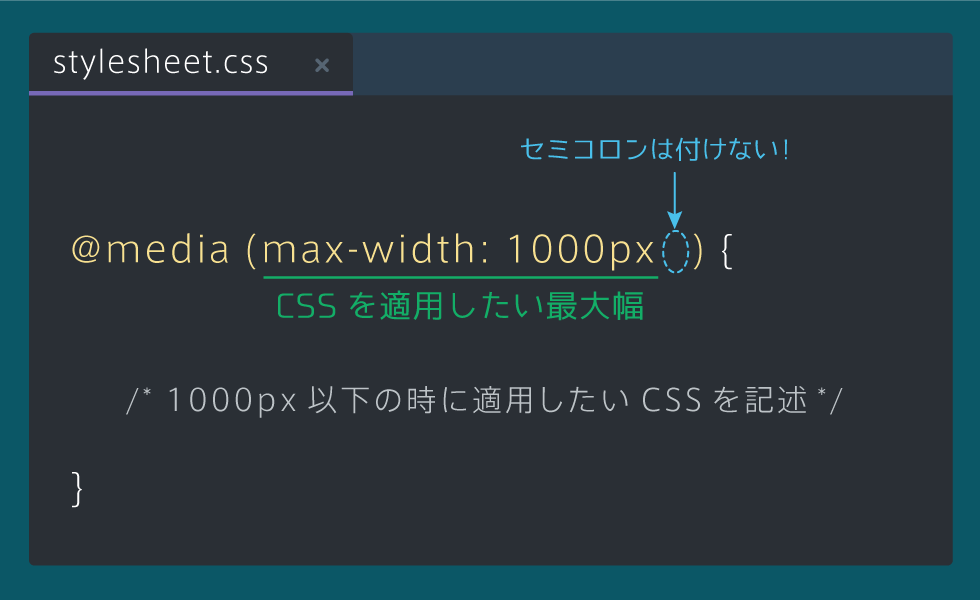 stylesheet.css ×
セミコロンは付けない!
@media (max-width: 1000px ) {
CSS を適用したい最大幅
/* 1000px 以下の時に適用したい CSS を記述 */
}